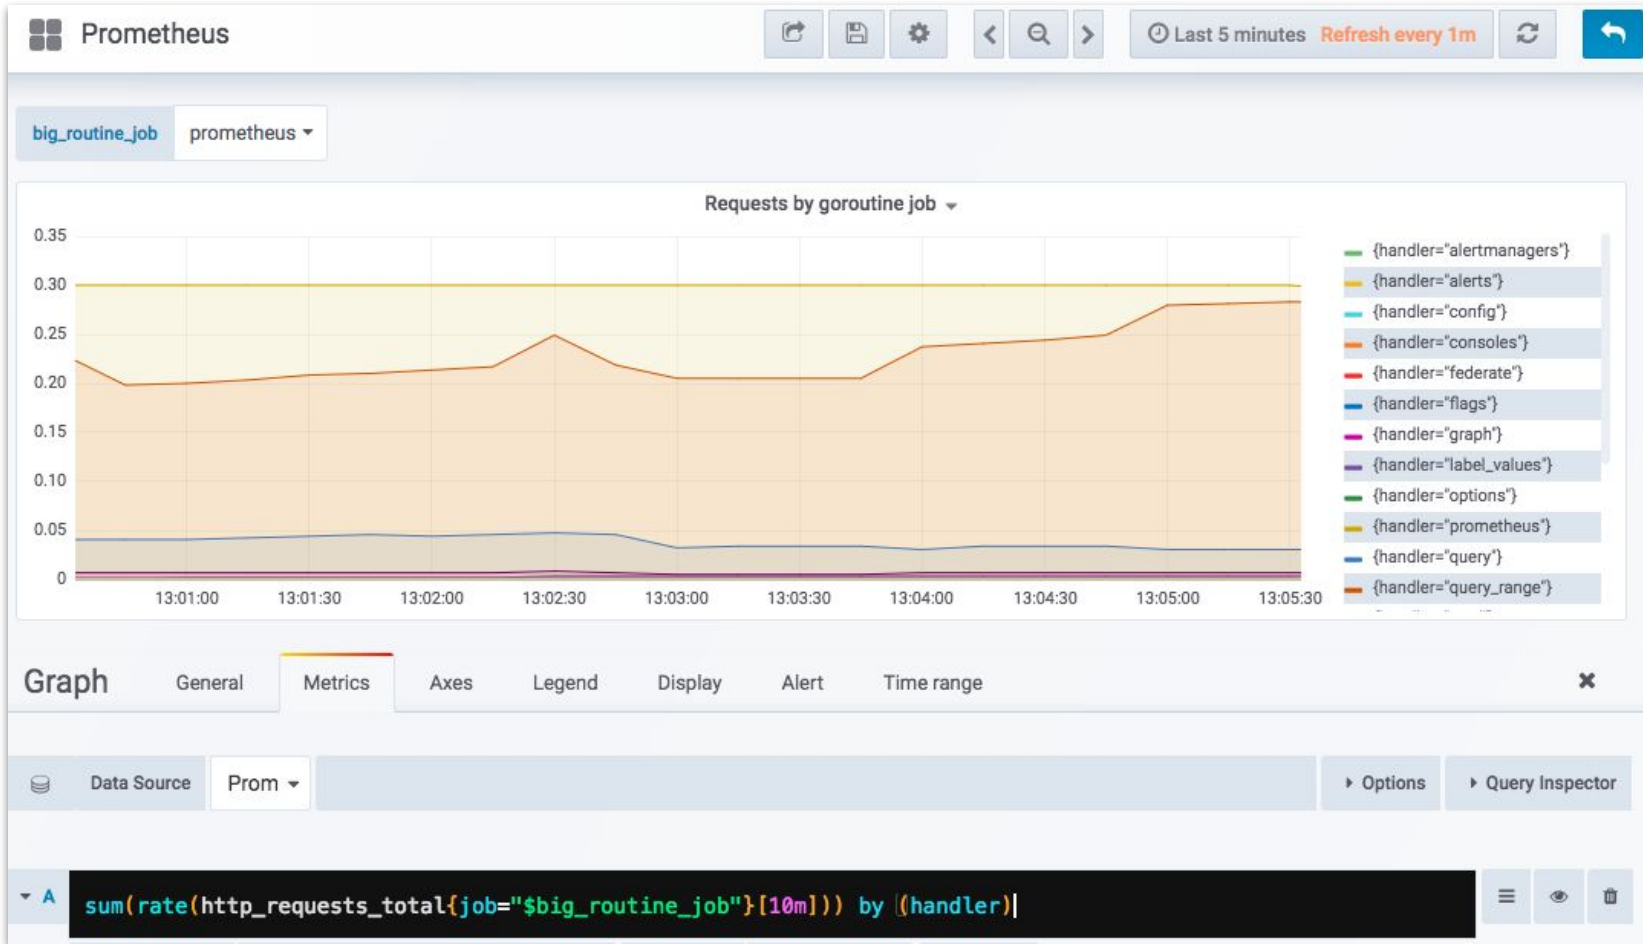 Prometheus
Last 5 minutes Refresh every 1m
big_routine_job prometheus
Requests by goroutine job
0.35
0.30
0.25
0.20
0.15
0.10
0.05
0
13:01:00 13:01:30 13:02:00 13:02:30 13:03:00 13:03:30 13:04:00 13:04:30 13:05:00 13:05:30
{handler="alertmanagers"}
{handler="alerts"}
{handler="config"}
{handler="consoles"}
{handler="federate"}
{handler="flags"}
{handler="graph"}
{handler="label_values"}
{handler="options"}
{handler="prometheus"}
{handler="query"}
{handler="query_range"}
Graph General Metrics Axes Legend Display Alert Time range
Data Source Prom Options Query Inspector
A sum(rate(http_requests_total{job="$big_routine_job"}[10m])) by (handler)